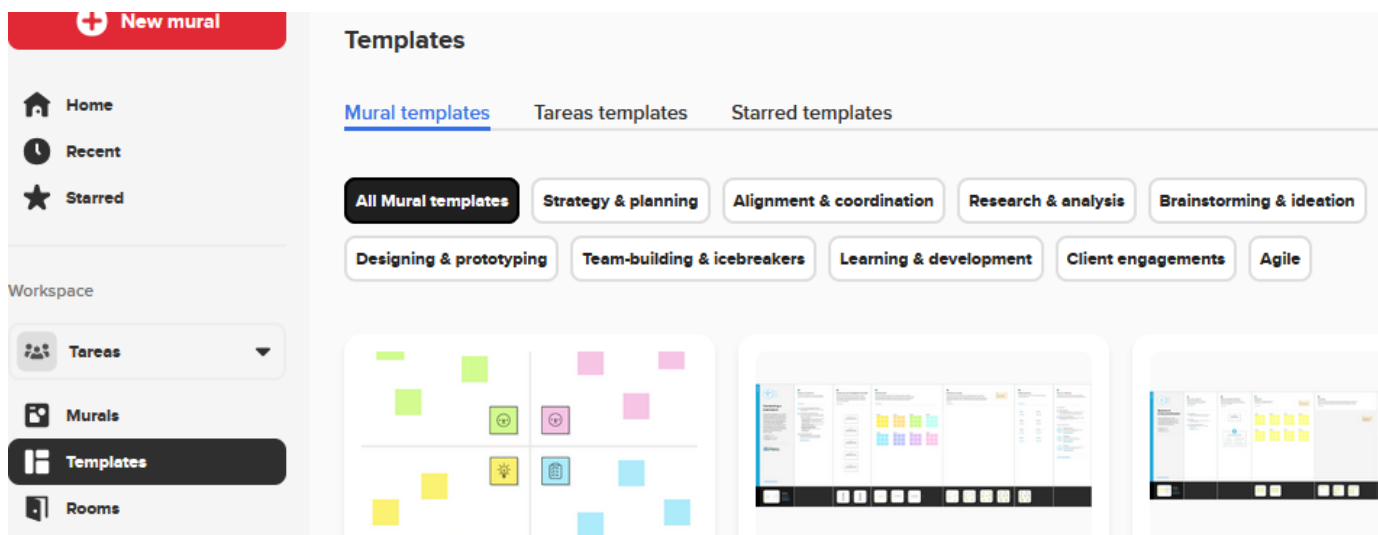 New mural
Home
Recent
Starred
Workspace
Tareas
Murals
Templates
Rooms
Templates
Mural templates
Tareas templates
Starred templates
All Mural templates
Strategy & planning
Alignment & coordination
Research & analysis
Brainstorming & ideation
Designing & prototyping
Team-building & icebreakers
Learning & development
Client engagements
Agile